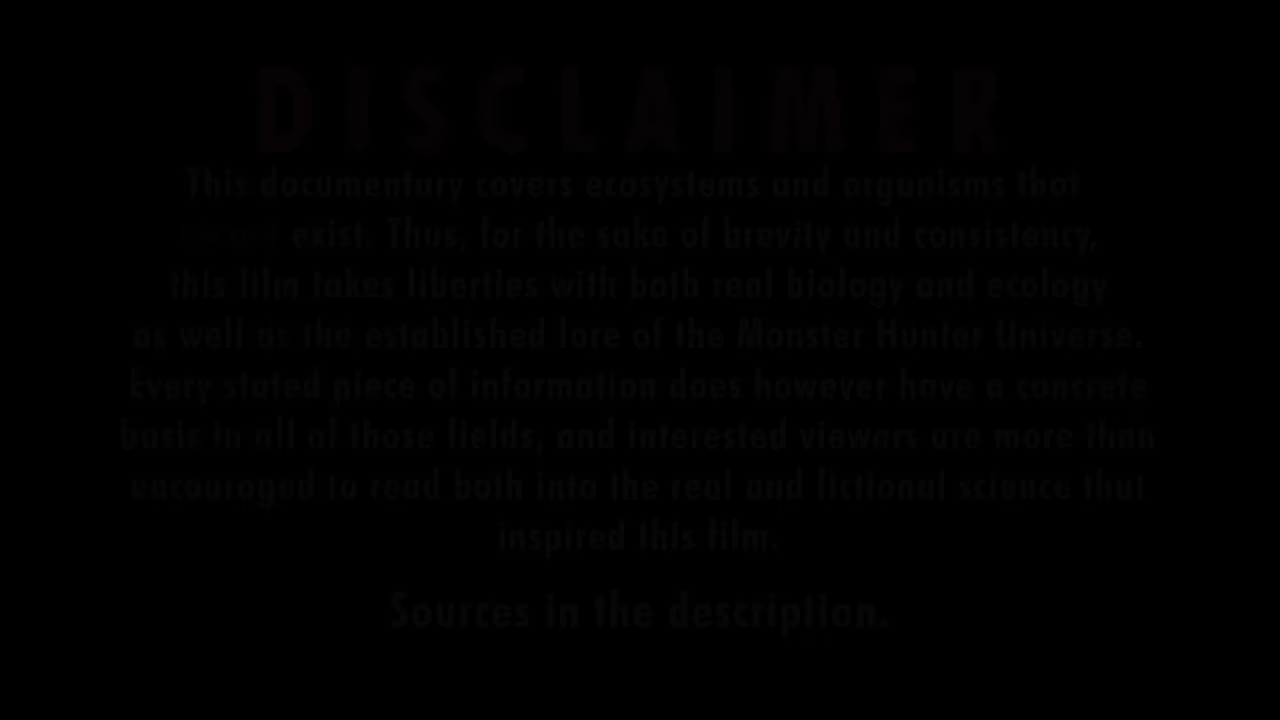 DISCLAIMER
This documentary covers ecosystems and organisms that
do not exist. Thus, for the sake of brevity and consistency,
this film takes liberties with both real biology and ecology
as well as the established lore of the Monster Hunter Universe.
Every stated piece of information does however have a concrete
basis in all of those fields, and interested viewers are more than
encouraged to read both into the real and fictional science that
inspired this film.
Sources in the description.